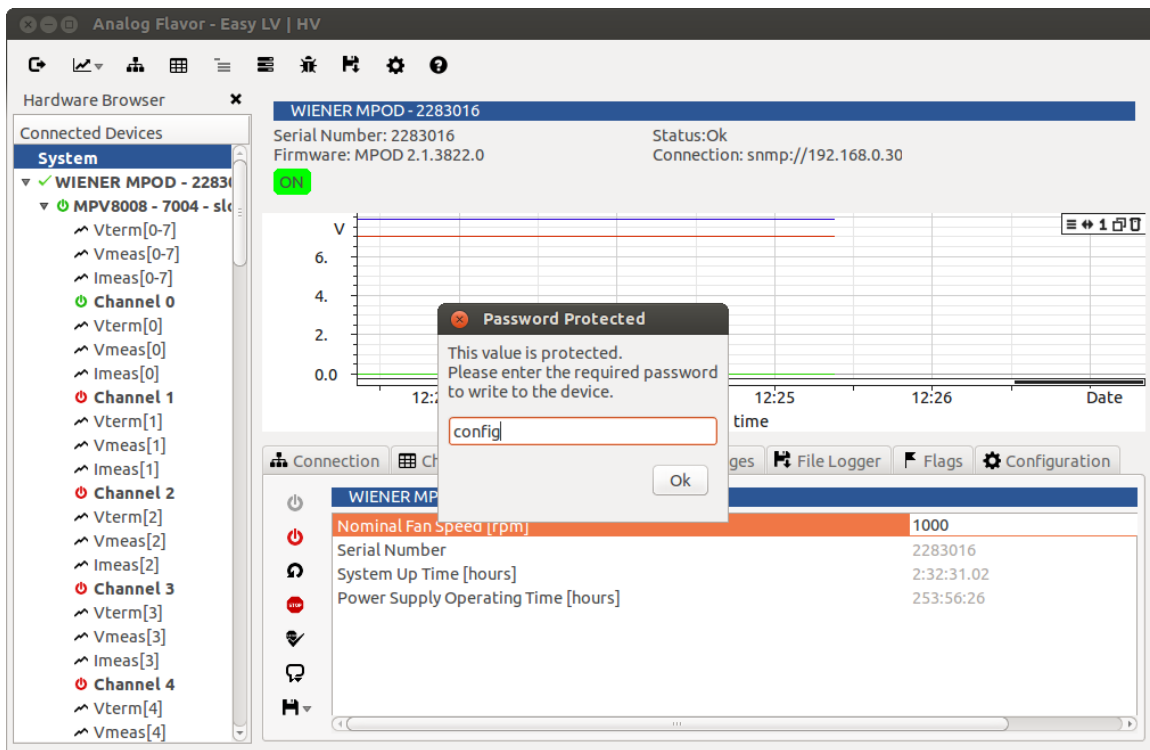 Analog Flavor - Easy LV | HV
Hardware Browser
Connected Devices
System
WIENER MPOD - 2283
MPV8008 - 7004 - slo
Vterm[0-7]
Vmeas[0-7]
Imeas[0-7]
Channel 0
Vterm[0]
Vmeas[0]
Imeas[0]
Channel 1
Vterm[1]
Vmeas[1]
Imeas[1]
Channel 2
Vterm[2]
Vmeas[2]
Imeas[2]
Channel 3
Vterm[3]
Vmeas[3]
Imeas[3]
Channel 4
Vterm[4]
Vmeas[4]
WIENER MPOD - 2283016
Serial Number: 2283016 Status:Ok
Firmware: MPOD 2.1.3822.0 Connection: snmp://192.168.0.30
ON
V
1
6.
4.
2.
0.0
12:2 12:25 12:26 Date
time
Password Protected
This value is protected.
Please enter the required password
to write to the device.
config
Ok
Connection Ch ges File Logger Flags Configuration
WIENER MP
Nominal Fan Speed [rpm] 1000
Serial Number 2283016
System Up Time [hours] 2:32:31.02
Power Supply Operating Time [hours] 253:56:26
STOP